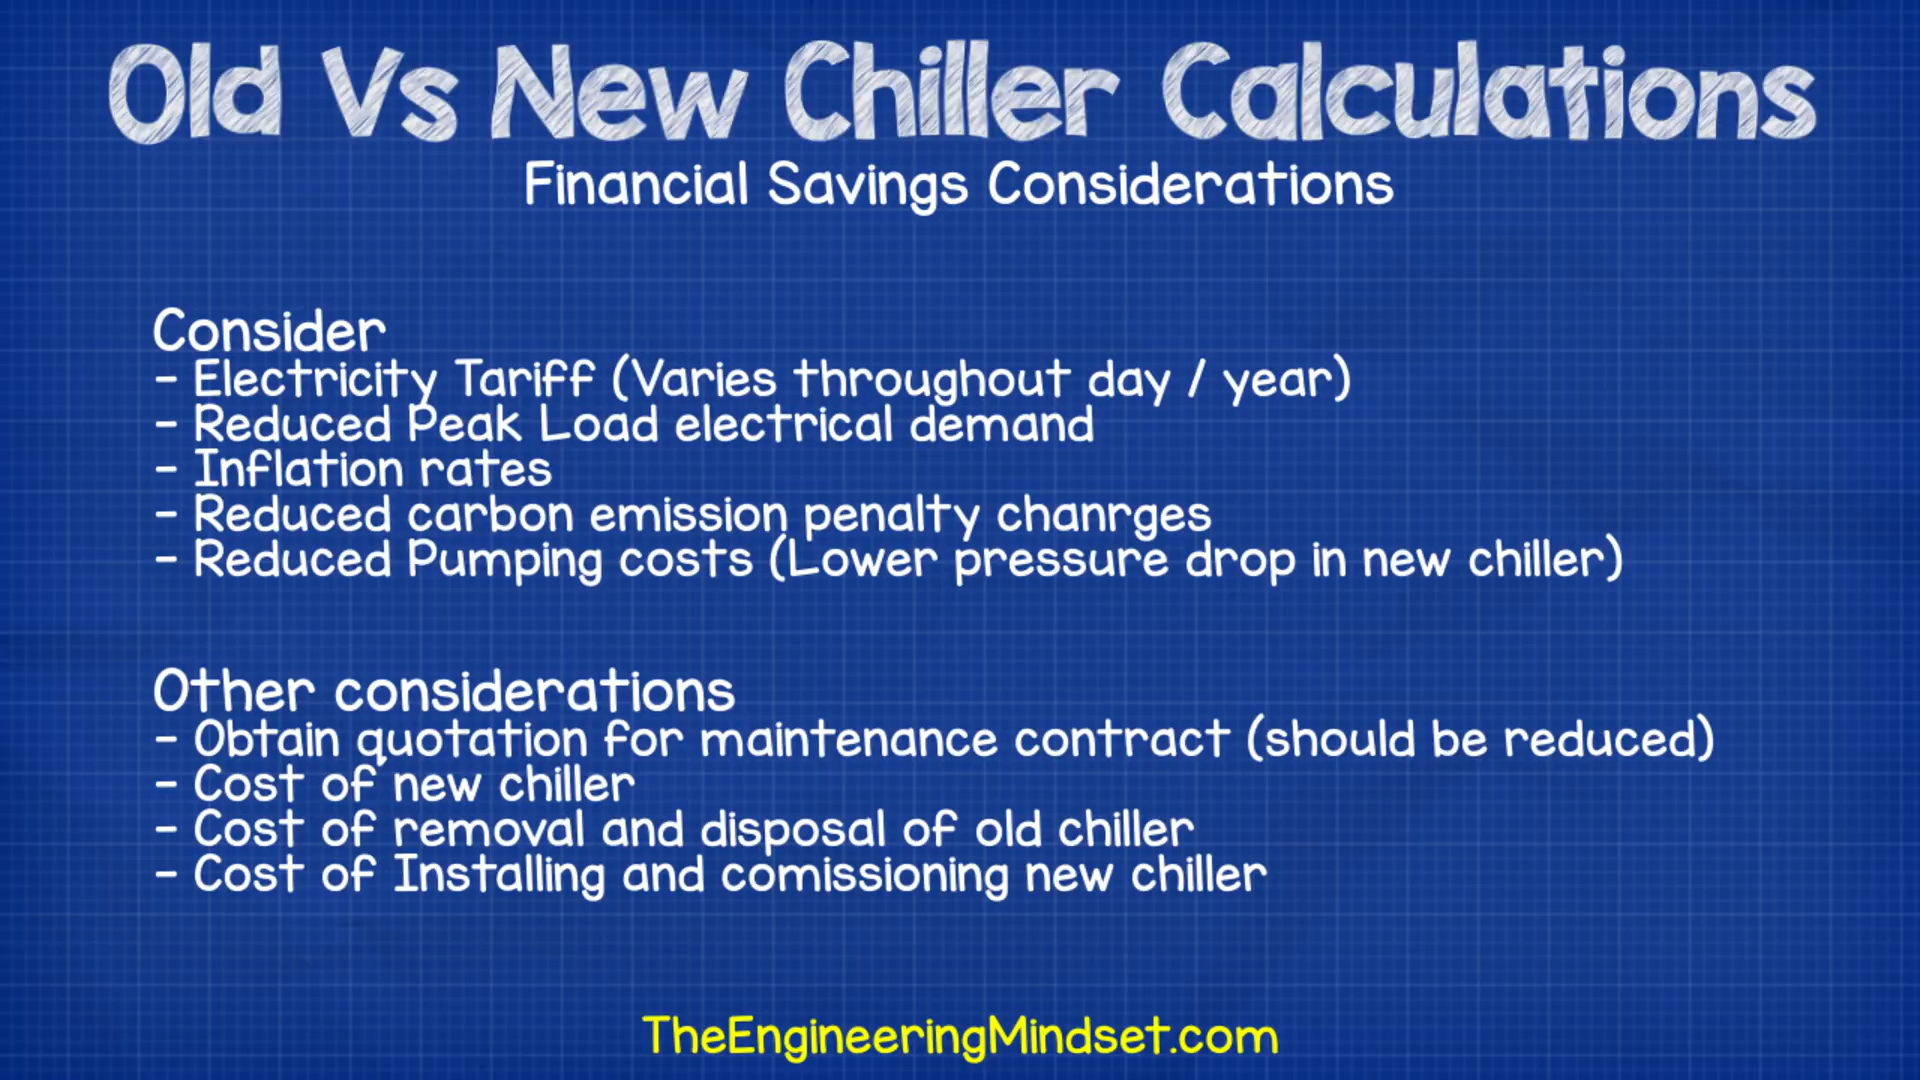 Old Vs New Chiller Calculations
Financial Savings Considerations
Consider
- Electricity Tariff (Varies throughout day / year)
- Reduced Peak Load electrical demand
- Inflation rates
- Reduced carbon emission penalty chanrges
- Reduced Pumping costs (Lower pressure drop in new chiller)
Other considerations
- Obtain quotation for maintenance contract (should be reduced)
- Cost of new chiller
- Cost of removal and disposal of old chiller
- Cost of Installing and comissioning new chiller
TheEngineeringMindset.com